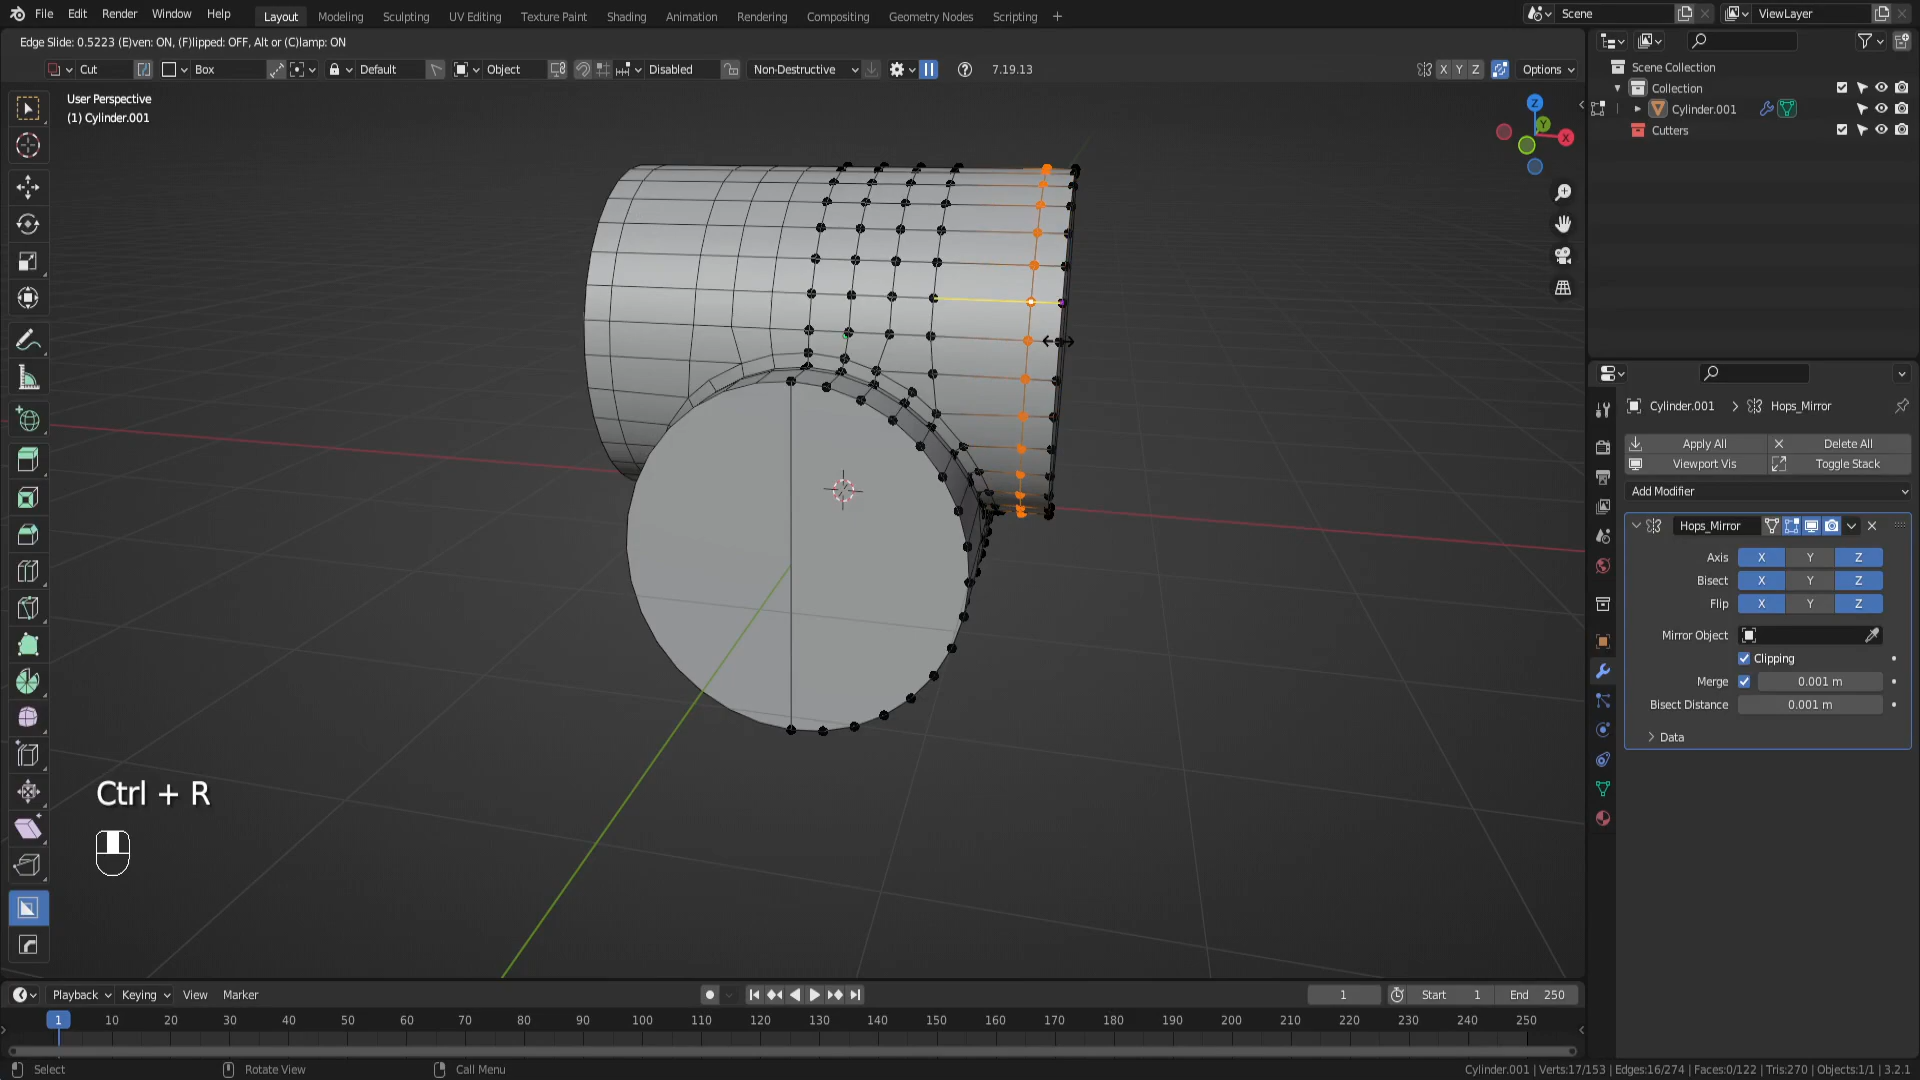 File Edit Render Window Help Layout Modeling Sculpting UV Editing Texture Paint Shading Animation Rendering Compositing Geometry Nodes Scripting + Scene ViewLayer
Edge Slide: 0.5223 (E)ven: ON, (F)lipped: OFF, Alt or (C)lamp: ON
Cut Box Default Object Disabled Non-Destructive 7.19.13 X Y Z Options
User Perspective
(1) Cylinder.001
Z
Y
X
Scene Collection
Collection
Cylinder.001
Cutters
Cylinder.001 Hops_Mirror
Apply All Delete All
Viewport Vis Toggle Stack
Add Modifier
Hops_Mirror
Axis X Y Z
Bisect X Y Z
Flip X Y Z
Mirror Object
Clipping
Merge 0.001 m
Bisect Distance 0.001 m
Data
Ctrl + R
Playback Keying View Marker 1 Start 1 End 250
1 10 20 30 40 50 60 70 80 90 100 110 120 130 140 150 160 170 180 190 200 210 220 230 240 250
Select Rotate View Call Menu Cylinder.001 | Verts:17/153 | Edges:16/274 | Faces:0/122 | Tris:270 | Objects:1/1 | 3.2.1